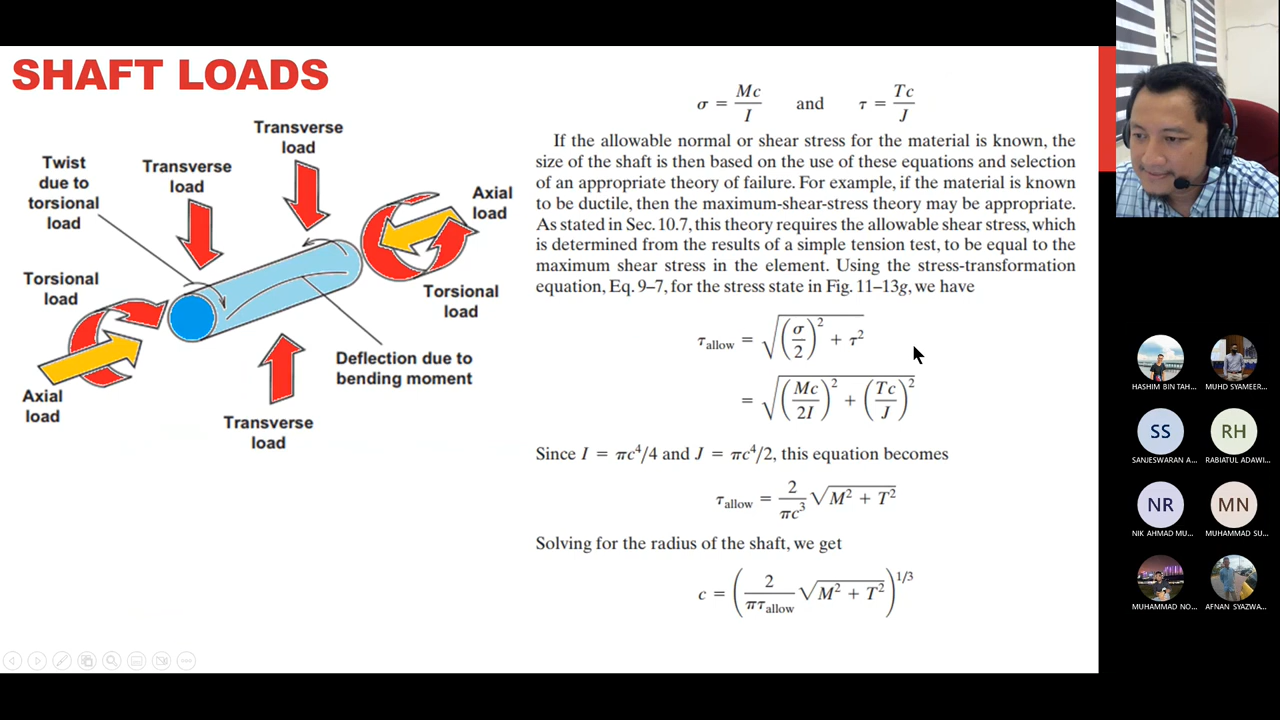 SHAFT LOADS
Transverse
load
Twist
due to
torsional
load
Transverse
load
Axial
load
Torsional
load
Torsional
load
Deflection due to
bending moment
Axial
load
Transverse
load
σ = Mc/I and τ = Tc/J
If the allowable normal or shear stress for the material is known, the
size of the shaft is then based on the use of these equations and selection
of an appropriate theory of failure. For example, if the material is known
to be ductile, then the maximum-shear-stress theory may be appropriate.
As stated in Sec. 10.7, this theory requires the allowable shear stress, which
is determined from the results of a simple tension test, to be equal to the
maximum shear stress in the element. Using the stress-transformation
equation, Eq. 9–7, for the stress state in Fig. 11–13g, we have
τallow = √((σ/2)² + τ²)
= √((Mc/2I)² + (Tc/J)²)
Since I = πc⁴/4 and J = πc⁴/2, this equation becomes
τallow = 2/πc³ √(M² + T²)
Solving for the radius of the shaft, we get
c = (2/πτallow √(M² + T²))^1/3
HASHIM BIN TAH...
MUHD SYAMEER...
SS
RH
SANJESWARAN A...
RABIATUL ADAWI...
NR
MN
NIK AHMAD MU...
MUHAMMAD SU...
MUHAMMAD NO...
AFNAN SYAZWA...